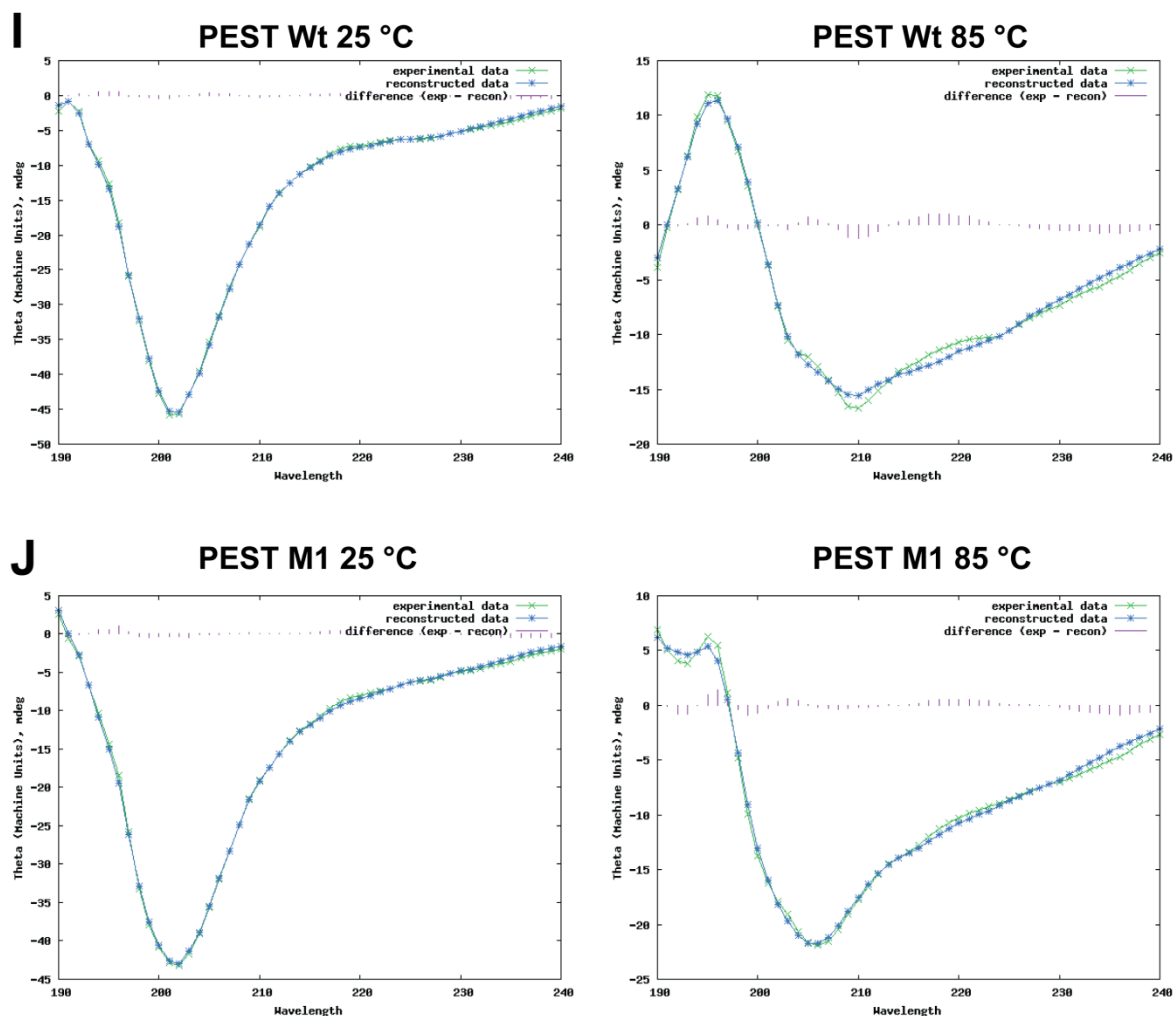 I
PEST Wt 25 °C
PEST Wt 85 °C
experimental data
reconstructed data
difference (exp - recon)
5
0
-5
-10
-15
-20
-25
-30
-35
-40
-45
-50
Theta (Machine Units), mdeg
190
200
210
220
230
240
Wavelength
experimental data
reconstructed data
difference (exp - recon)
15
10
5
0
-5
-10
-15
-20
Theta (Machine Units), mdeg
190
200
210
220
230
240
Wavelength
J
PEST M1 25 °C
PEST M1 85 °C
experimental data
reconstructed data
difference (exp - recon)
5
0
-5
-10
-15
-20
-25
-30
-35
-40
-45
Theta (Machine Units), mdeg
190
200
210
220
230
240
Wavelength
experimental data
reconstructed data
difference (exp - recon)
10
5
0
-5
-10
-15
-20
-25
Theta (Machine Units), mdeg
190
200
210
220
230
240
Wavelength